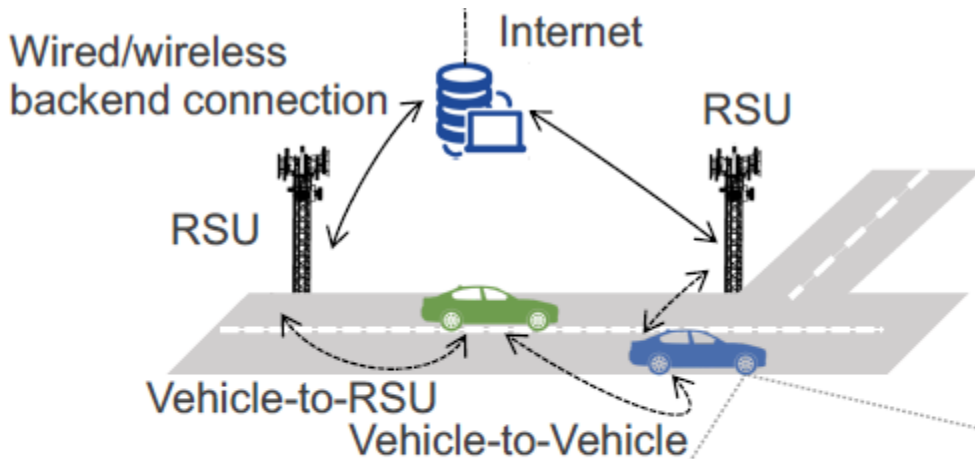 Internet
Wired/wireless
backend connection
RSU
RSU
Vehicle-to-RSU
Vehicle-to-Vehicle